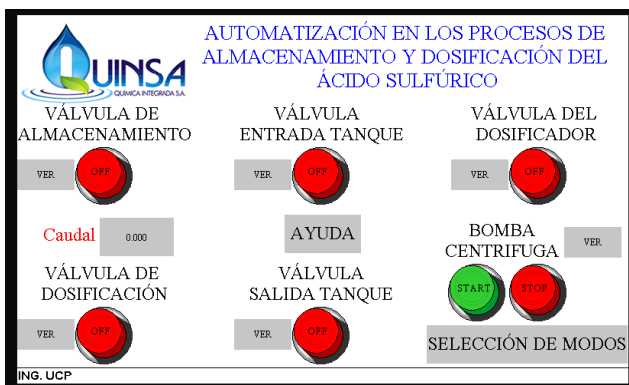 AUTOMATIZACIÓN EN LOS PROCESOS DE
ALMACENAMIENTO Y DOSIFICACIÓN DEL
ÁCIDO SULFÚRICO
QUINSA
QUIMICA INTEGRADA S.A.
VÁLVULA DE
ALMACENAMIENTO
VER
OFF
VÁLVULA
ENTRADA TANQUE
VER
OFF
VÁLVULA DEL
DOSIFICADOR
VER
OFF
Caudal
0.000
AYUDA
BOMBA
CENTRIFUGA
VER
START
STOP
VÁLVULA DE
DOSIFICACIÓN
VER
OFF
VÁLVULA
SALIDA TANQUE
VER
OFF
SELECCIÓN DE MODOS
ING. UCP